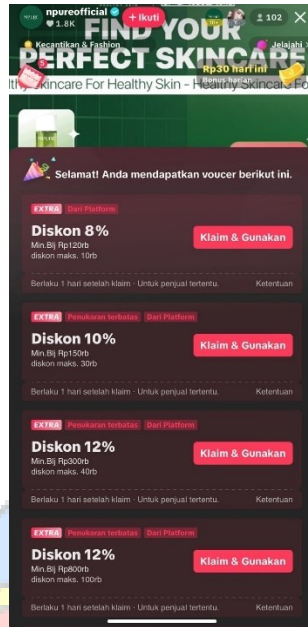 npureofficial
1.8K
+ Ikuti
102
FIND YOUR
Kecantikan & Fashion
Jelajahi
PERFECT SKINCARE
Rp30 hari ini
Bonus harian
Skincare For Healthy Skin - Healthy Skincare Fo
Selamat! Anda mendapatkan voucer berikut ini.
EXTRA Dari Platform
Diskon 8%
Min.Blj Rp120rb
diskon maks. 10rb
Klaim & Gunakan
Berlaku 1 hari setelah klaim · Untuk penjual tertentu. Ketentuan
EXTRA Penukaran terbatas Dari Platform
Diskon 10%
Min.Blj Rp150rb
diskon maks. 30rb
Klaim & Gunakan
Berlaku 1 hari setelah klaim · Untuk penjual tertentu. Ketentuan
EXTRA Penukaran terbatas Dari Platform
Diskon 12%
Min.Blj Rp300rb
diskon maks. 40rb
Klaim & Gunakan
Berlaku 1 hari setelah klaim · Untuk penjual tertentu. Ketentuan
EXTRA Penukaran terbatas Dari Platform
Diskon 12%
Min.Blj Rp800rb
diskon maks. 100rb
Klaim & Gunakan
Berlaku 1 hari setelah klaim · Untuk penjual tertentu. Ketentuan